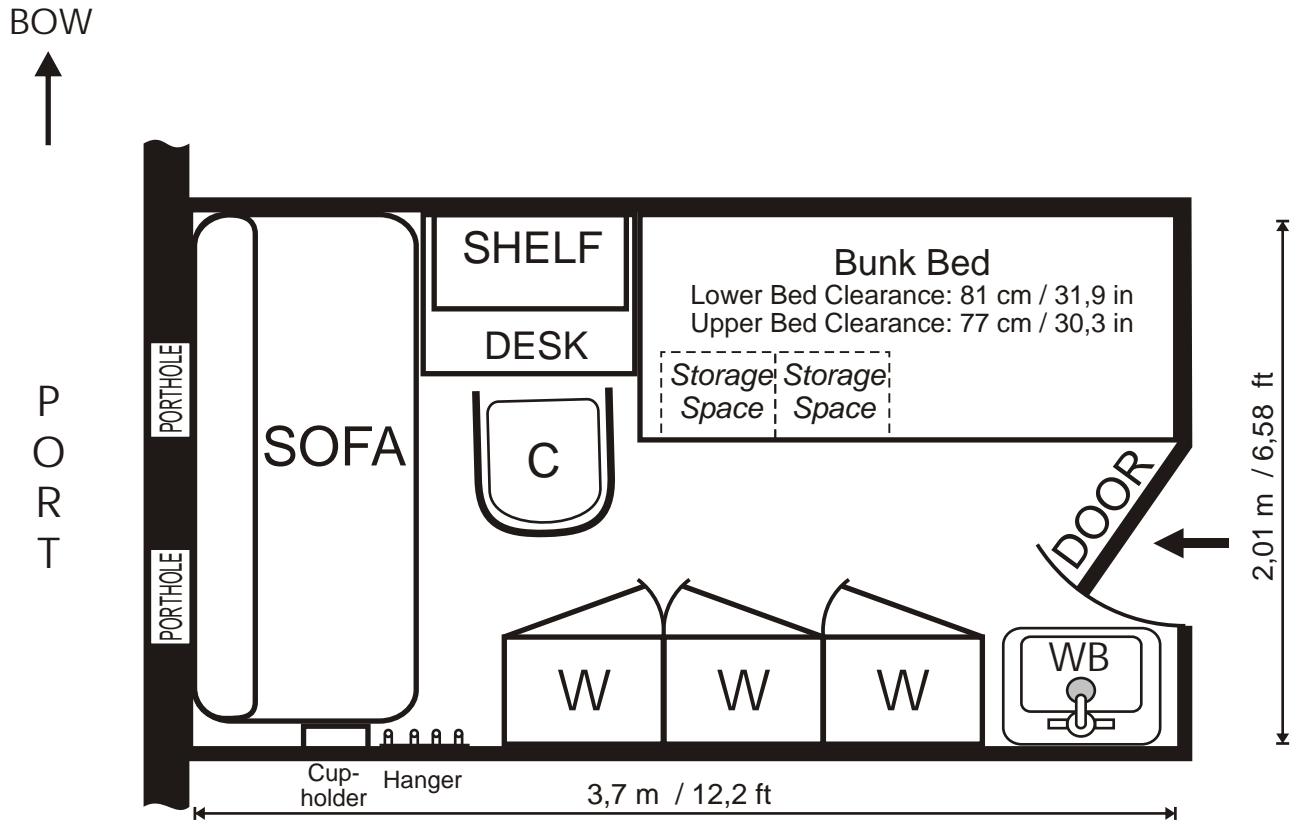 BOW
SHELF
DESK
Bunk Bed
Lower Bed Clearance: 81 cm / 31,9 in
Upper Bed Clearance: 77 cm / 30,3 in
Storage Space
Storage Space
PORT
PORTHOLE
PORTHOLE
SOFA
C
DOOR
2,01 m / 6,58 ft
W
W
W
WB
Cup-
holder
Hanger
3,7 m / 12,2 ft